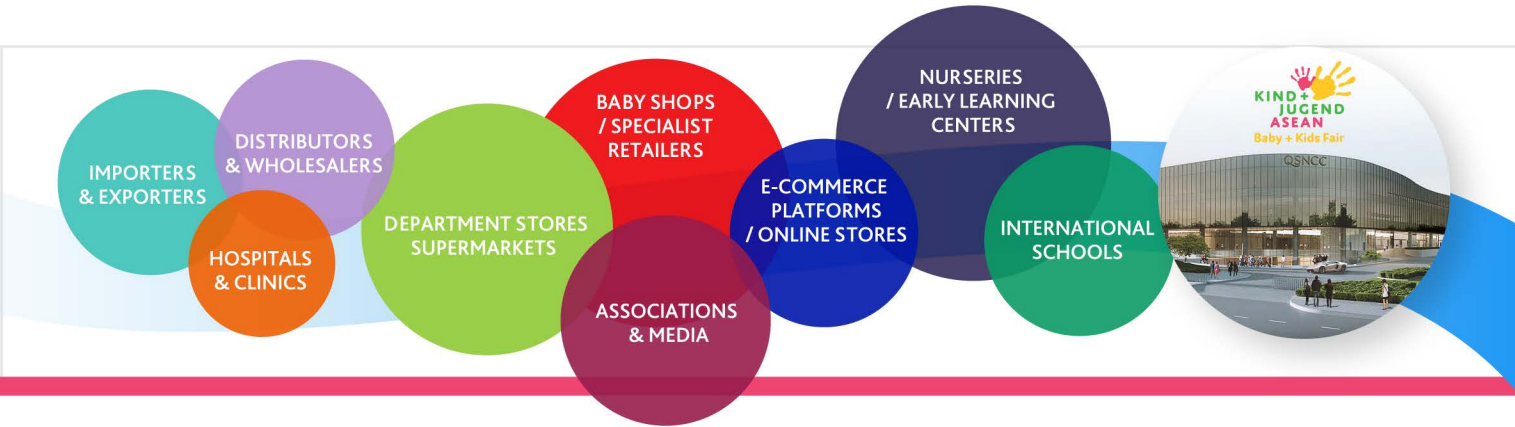 IMPORTERS
& EXPORTERS
DISTRIBUTORS
& WHOLESALERS
HOSPITALS
& CLINICS
DEPARTMENT STORES
SUPERMARKETS
BABY SHOPS
/ SPECIALIST
RETAILERS
ASSOCIATIONS
& MEDIA
E-COMMERCE
PLATFORMS
/ ONLINE STORES
NURSERIES
/ EARLY LEARNING
CENTERS
INTERNATIONAL
SCHOOLS
KIND+
JUGEND
ASEAN
Baby + Kids Fair
QSNCC